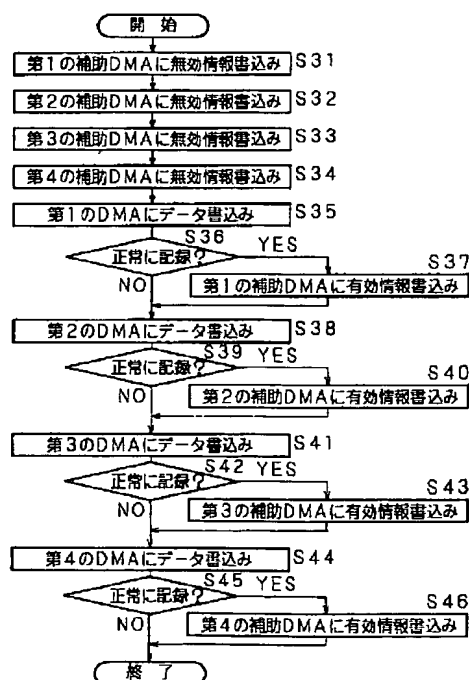 開始
第1の補助DMAに無効情報書込み S31
第2の補助DMAに無効情報書込み S32
第3の補助DMAに無効情報書込み S33
第4の補助DMAに無効情報書込み S34
第1のDMAにデータ書込み S35
S36
正常に記録? YES
S37
NO
第1の補助DMAに有効情報書込み
第2のDMAにデータ書込み S38
S39
正常に記録? YES
S40
NO
第2の補助DMAに有効情報書込み
第3のDMAにデータ書込み S41
S42
正常に記録? YES
S43
NO
第3の補助DMAに有効情報書込み
第4のDMAにデータ書込み S44
S45
正常に記録? YES
S46
NO
第4の補助DMAに有効情報書込み
終了